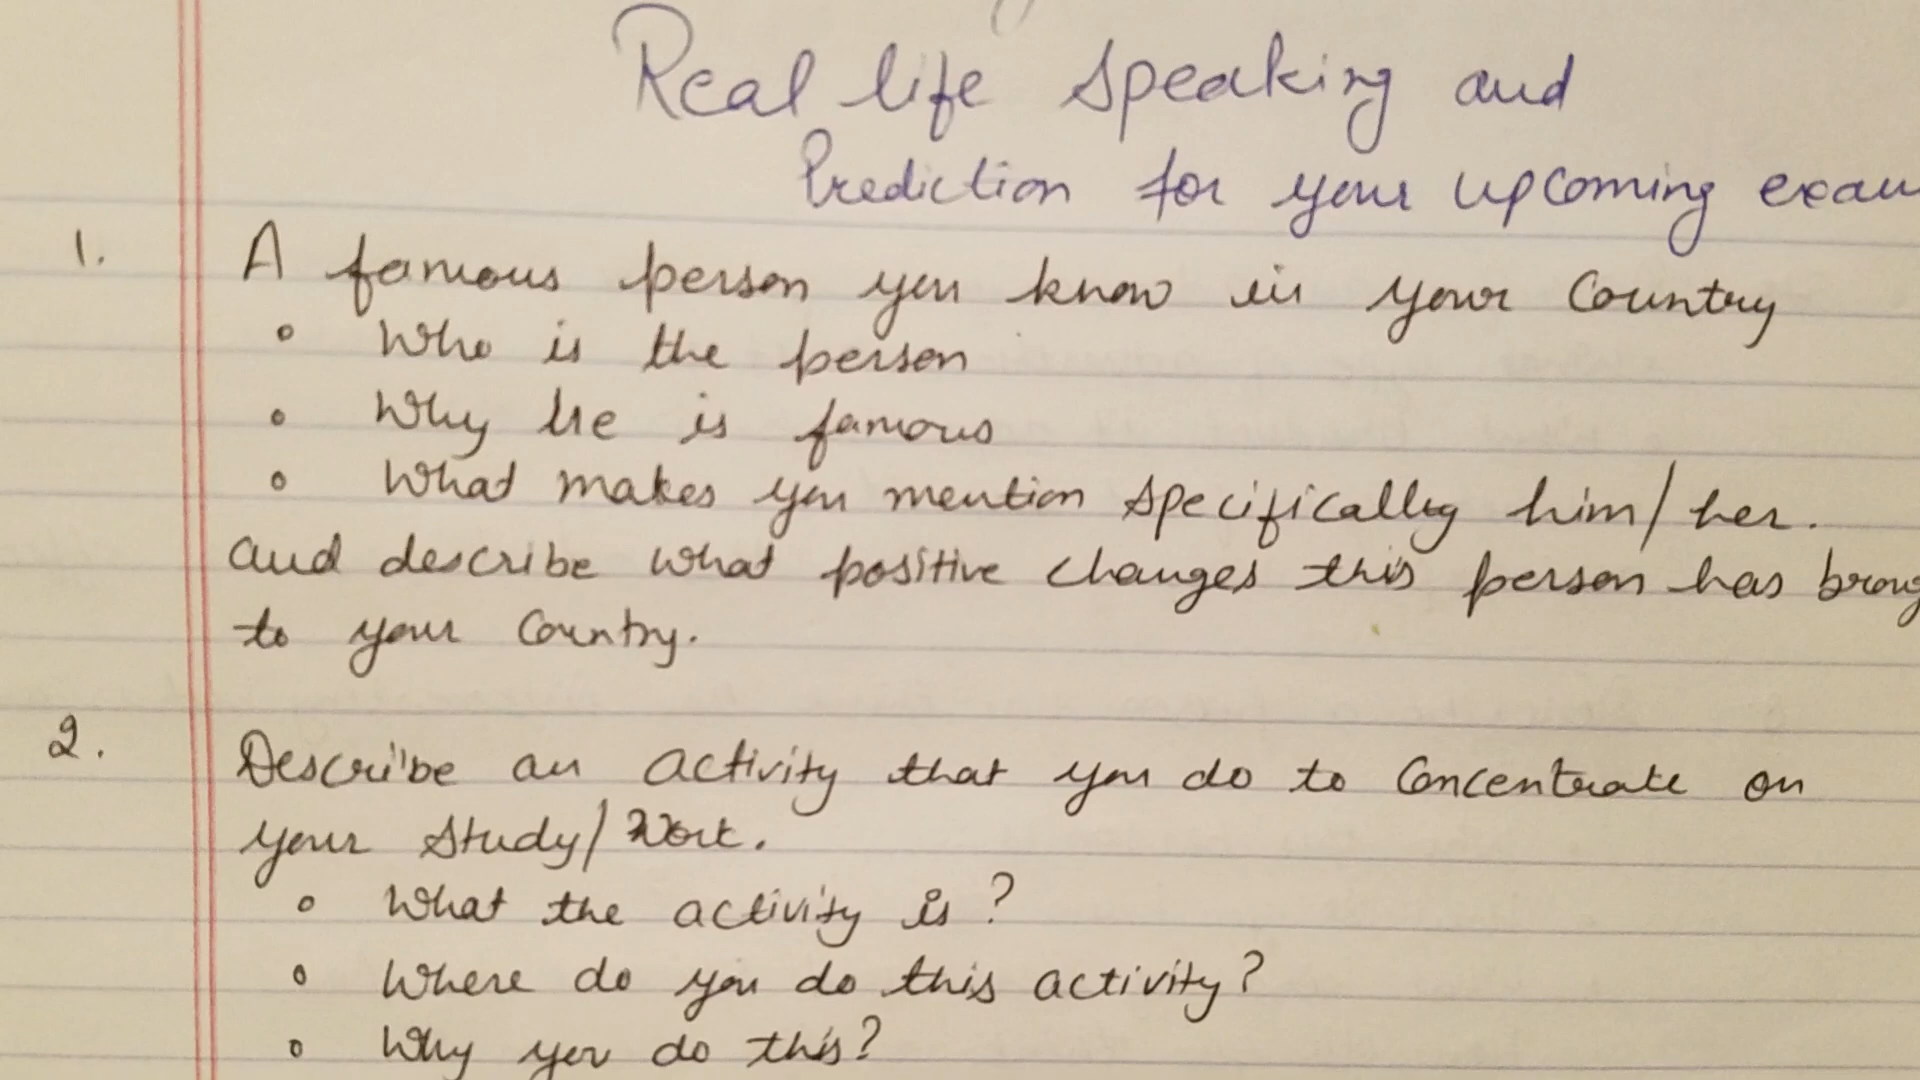 Real life speaking and
Prediction for your upcoming exam
1. A famous person you know in your Country
• Who is the person
• Why he is famous
• What makes you mention specifically him/her.
and describe what positive changes this person has broug
to your Country.
2. Describe an activity that you do to Concentrate on
your study/Work.
• What the activity is?
• Where do you do this activity?
• Why you do this?